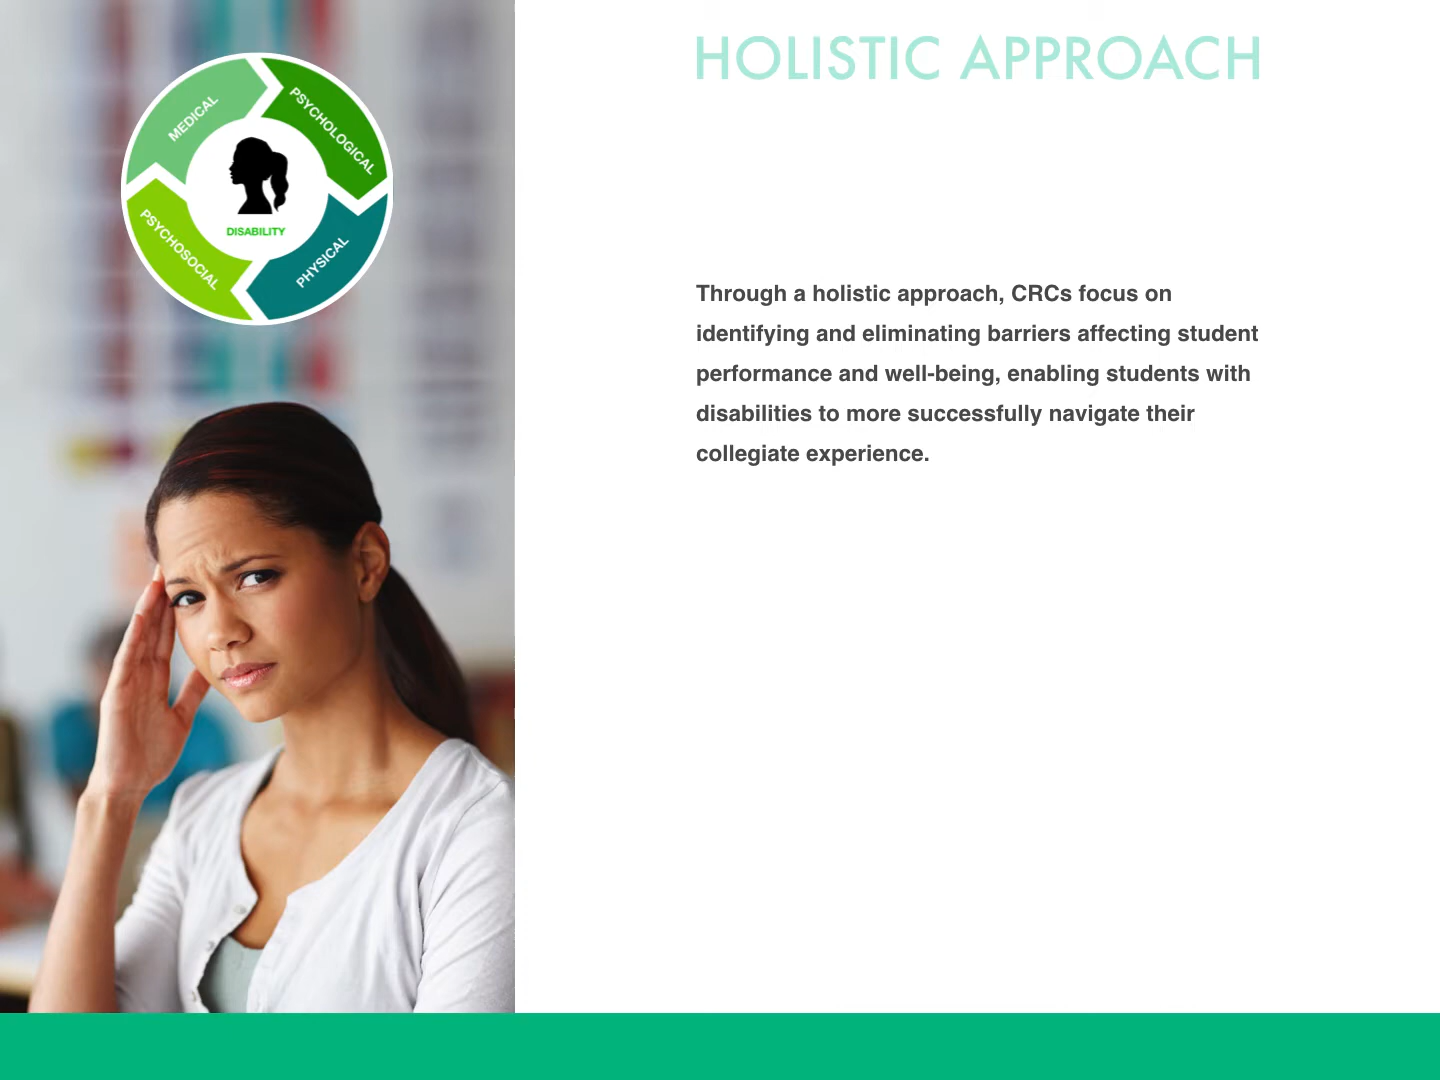 HOLISTIC APPROACH
MEDICAL
PSYCHOLOGICAL
PSYCHOSOCIAL
PHYSICAL
DISABILITY
Through a holistic approach, CRCs focus on
identifying and eliminating barriers affecting student
performance and well-being, enabling students with
disabilities to more successfully navigate their
collegiate experience.